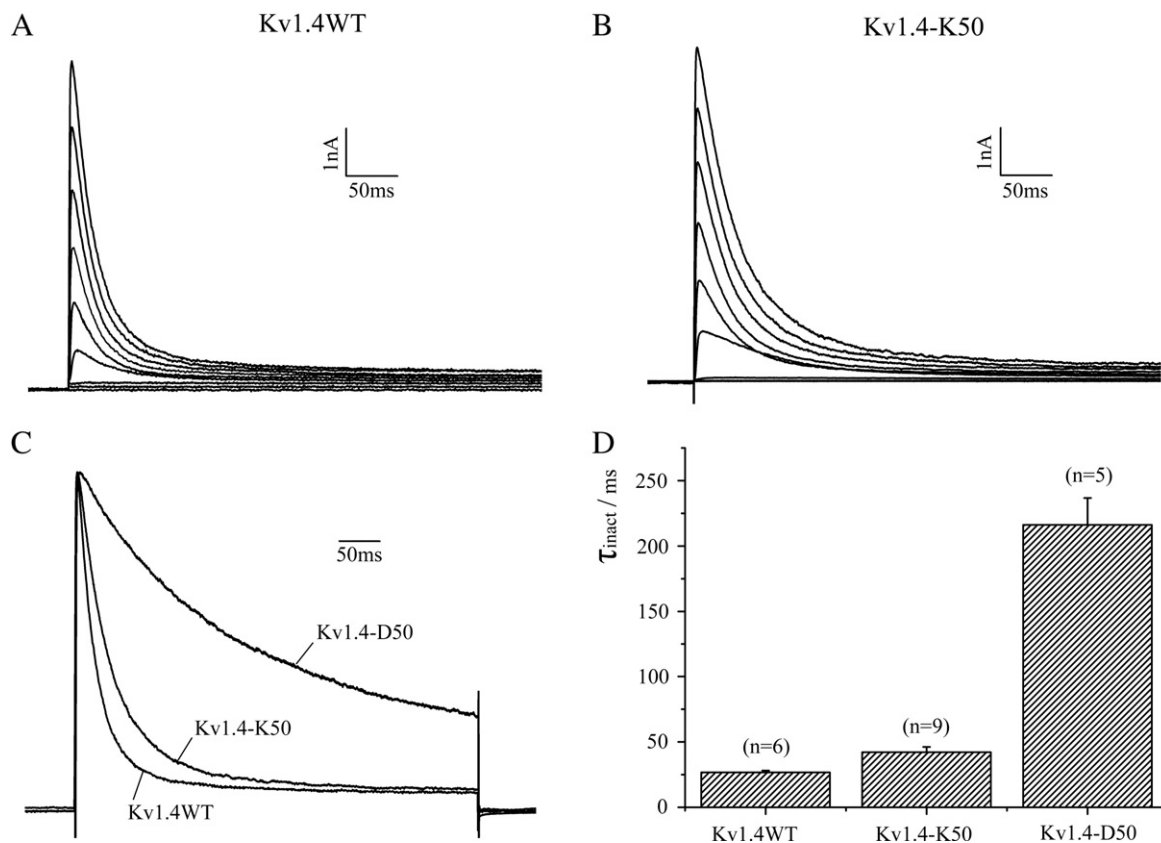 A
Kv1.4WT
1nA
50ms
B
Kv1.4-K50
1nA
50ms
C
50ms
Kv1.4-D50
Kv1.4-K50
Kv1.4WT
D
τinact / ms
250
200
150
100
50
0
(n=6)
(n=9)
(n=5)
Kv1.4WT
Kv1.4-K50
Kv1.4-D50